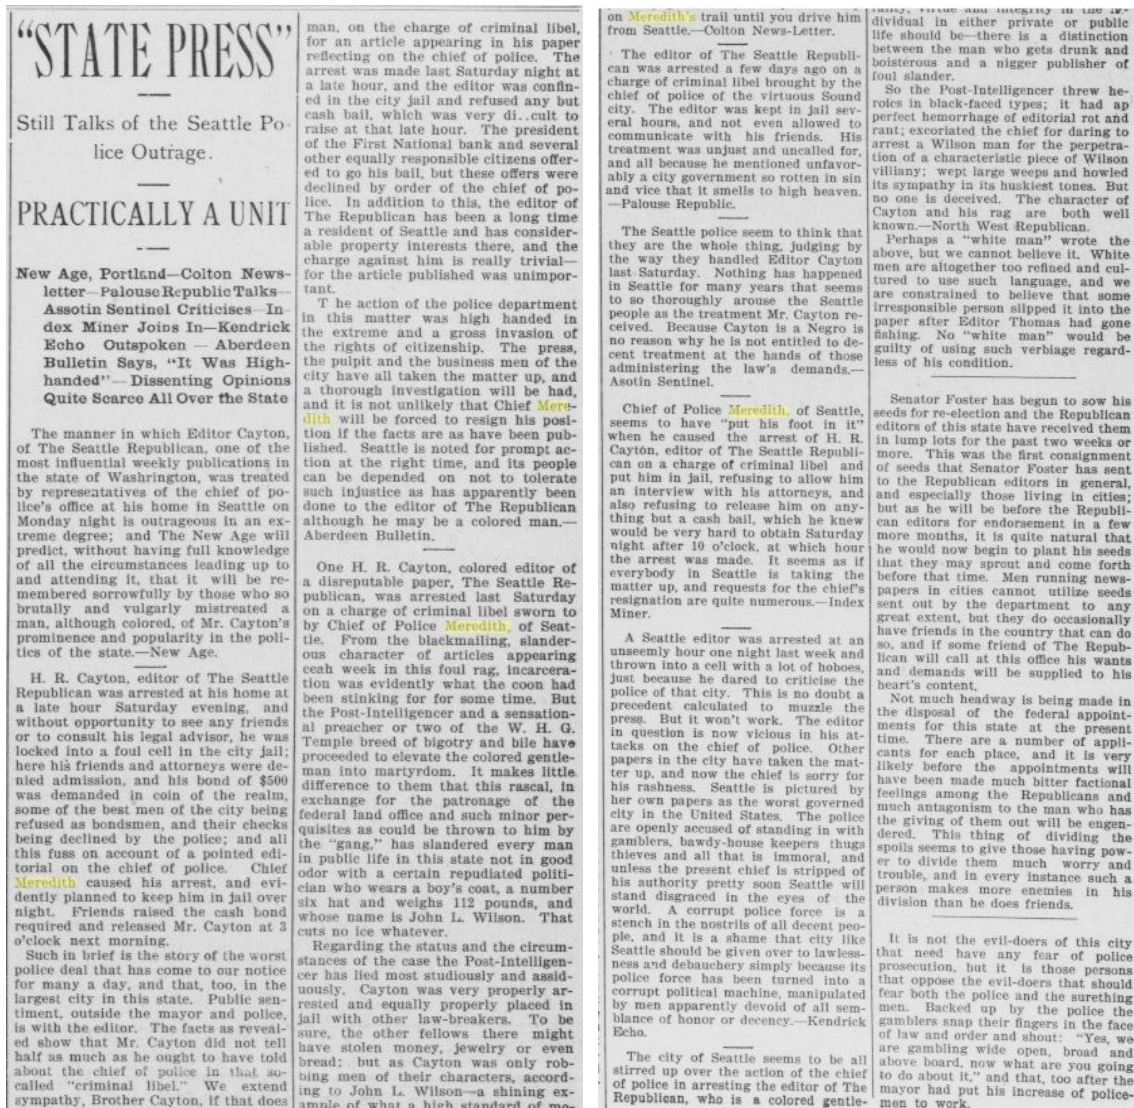 "STATE PRESS"
Still Talks of the Seattle Po-
lice Outrage.
PRACTICALLY A UNIT
New Age, Portland—Colton News-
letter—Palouse Republic Talks—
Assotin Sentinel Criticises—In
dex Miner Joins In—Kendrick
Echo Outspoken — Aberdeen
Bulletin Says, "It Was High-
handed"—Dissenting Opinions
Quite Scarce All Over the State
The manner in which Editor Cayton,
of The Seattle Republican, one of the
most influential weekly publications in
the state of Washrington, was treated
by representatives of the chief of po-
lice's office at his home in Seattle on
Monday night is outrageous in an ex-
treme degree; and The New Age will
predict, without having full knowledge
of all the circumstances leading up to
and attending it, that it will be re-
membered sorrowfully by those who so
brutally and vulgarly mistreated a
man, although colored, of Mr. Cayton's
prominence and popularity in the poli-
tics of the state.—New Age.
H. R. Cayton, editor of The Seattle
Republican was arrested at his home at
a late hour Saturday evening, and
without opportunity to see any friends
or to consult his legal advisor, he was
locked into a foul cell in the city jail;
here his friends and attorneys were de-
nied admission, and his bond of $500
was demanded in coin of the realm,
some of the best men of the city being
refused as bondsmen, and their checks
being declined by the police; and all
this fuss on account of a pointed edi-
torial on the chief of police. Chief
Meredith caused his arrest, and evi-
dently planned to keep him in jail over
night. Friends raised the cash bond
required and released Mr. Cayton at 3
o'clock next morning.
Such in brief is the story of the worst
police deal that has come to our notice
for many a day, and that, too, in the
largest city in this state. Public sen-
timent, outside the mayor and police,
is with the editor. The facts as reveal-
ed show that Mr. Cayton did not tell
half as much as he ought to have told
about the chief of police in that so-
called "criminal libel." We extend
sympathy, Brother Cayton, if that does
man, on the charge of criminal libel,
for an article appearing in his paper
reflecting on the chief of police. The
arrest was made last Saturday night at
a late hour, and the editor was confin-
ed in the city jail and refused any but
cash bail, which was very di..cult to
raise at that late hour. The president
of the First National bank and several
other equally responsible citizens offer-
ed to go his bail, but these offers were
declined by order of the chief of po-
lice. In addition to this, the editor of
The Republican has been a long time
a resident of Seattle and has consider-
able property interests there, and the
charge against him is really trivial—
for the article published was unimpor-
tant.
T he action of the police department
in this matter was high handed in
the extreme and a gross invasion of
the rights of citizenship. The press,
the pulpit and the business men of the
city have all taken the matter up, and
a thorough investigation will be had,
and it is not unlikely that Chief Mere-
dith will be forced to resign his posi-
tion if the facts are as have been pub-
lished. Seattle is noted for prompt ac-
tion at the right time, and its people
can be depended on not to tolerate
such injustice as has apparently been
done to the editor of The Republican
although he may be a colored man.—
Aberdeen Bulletin.
One H. R. Cayton, colored editor of
a disreputable paper, The Seattle Re-
publican, was arrested last Saturday
on a charge of criminal libel sworn to
by Chief of Police Meredith, of Seat-
tle. From the blackmailing, slander-
ous character of articles appearing
ceah week in this foul rag, incarcera-
tion was evidently what the coon had
been stinking for for some time. But
the Post-Intelligencer and a sensation-
al preacher or two of the W. H. G.
Temple breed of bigotry and bile have
proceeded to elevate the colored gentle-
man into martyrdom. It makes little
difference to them that this rascal, in
exchange for the patronage of the
federal land office and such minor per-
quisites as could be thrown to him by
the "gang," has slandered every man
in public life in this state not in good
odor with a certain repudiated politi-
cian who wears a boy's coat, a number
six hat and weighs 112 pounds, and
whose name is John L. Wilson. That
cuts no ice whatever.
Regarding the status and the circum-
stances of the case the Post-Intelligen-
cer has lied most studiously and assid-
uously. Cayton was very properly ar-
rested and equally properly placed in
jail with other law-breakers. To be
sure, the other fellows there might
have stolen money, jewelry or even
bread; but as Cayton was only rob-
bing men of their characters, accord-
ing to John L. Wilson—a shining ex-
ample of what a high standard of mo-
on Meredith's trail until you drive him
from Seattle.—Colton News-Letter.
The editor of The Seattle Republi-
can was arrested a few days ago on a
charge of criminal libel brought by the
chief of police of the virtuous Sound
city. The editor was kept in jail sev-
eral hours, and not even allowed to
communicate with his friends. His
treatment was unjust and uncalled for,
and all because he mentioned unfavor-
ably a city government so rotten in sin
and vice that it smells to high heaven.
—Palouse Republic.
The Seattle police seem to think that
they are the whole thing, judging by
the way they handled Editor Cayton
last Saturday. Nothing has happened
in Seattle for many years that seems
to so thoroughly arouse the Seattle
people as the treatment Mr. Cayton re-
ceived. Because Cayton is a Negro is
no reason why he is not entitled to de-
cent treatment at the hands of those
administering the law's demands.—
Asotin Sentinel.
Chief of Police Meredith, of Seattle,
seems to have "put his foot in it"
when he caused the arrest of H. R.
Cayton, editor of The Seattle Republi-
can on a charge of criminal libel and
put him in jail, refusing to allow him
an interview with his attorneys, and
also refusing to release him on any-
thing but a cash bail, which he knew
would be very hard to obtain Saturday
night after 10 o'clock, at which hour
the arrest was made. It seems as if
everybody in Seattle is taking the
matter up, and requests for the chief's
resignation are quite numerous.—Index
Miner.
A Seattle editor was arrested at an
unseemly hour one night last week and
thrown into a cell with a lot of hoboes,
just because he dared to criticise the
police of that city. This is no doubt a
precedent calculated to muzzle the
press. But it won't work. The editor
in question is now vicious in his at-
tacks on the chief of police. Other
papers in the city have taken the mat-
ter up, and now the chief is sorry for
his rashness. Seattle is pictured by
her own papers as the worst governed
city in the United States. The police
are openly accused of standing in with
gamblers, bawdy-house keepers thugs
thieves and all that is immoral, and
unless the present chief is stripped of
his authority pretty soon Seattle will
stand disgraced in the eyes of the
world. A corrupt police force is a
stench in the nostrils of all decent peo-
ple, and it is a shame that city like
Seattle should be given over to lawless-
ness and debauchery simply because its
police force has been turned into a
corrupt political machine, manipulated
by men apparently devoid of all sem-
blance of honor or decency.—Kendrick
Echo.
The city of Seattle seems to be all
stirred up over the action of the chief
of police in arresting the editor of The
Republican, who is a colored gentle-
rality, virtue and integrity in the in-
dividual in either private or public
life should be—there is a distinction
between the man who gets drunk and
boisterous and a nigger publisher of
foul slander.
So the Post-Intelligencer threw he-
roics in black-faced types; it had ap
perfect hemorrhage of editorial rot and
rant; excoriated the chief for daring to
arrest a Wilson man for the perpetra-
tion of a characteristic piece of Wilson
villiany; wept large weeps and howled
its sympathy in its huskiest tones. But
no one is deceived. The character of
Cayton and his rag are both well
known.—North West Republican.
Perhaps a "white man" wrote the
above, but we cannot believe it. White
men are altogether too refined and cul-
tured to use such language, and we
are constrained to believe that some
irresponsible person slipped it into the
paper after Editor Thomas had gone
fishing. No "white man" would be
guilty of using such verbiage regard-
less of his condition.
Senator Foster has begun to sow his
seeds for re-election and the Republican
editors of this state have received them
in lump lots for the past two weeks or
more. This was the first consignment
of seeds that Senator Foster has sent
to the Republican editors in general,
and especially those living in cities;
but as he will be before the Republi-
can editors for endorsement in a few
more months, it is quite natural that
he would now begin to plant his seeds
that they may sprout and come forth
before that time. Men running news-
papers in cities cannot utilize seeds
sent out by the department to any
great extent, but they do occasionally
have friends in the country that can do
so, and if some friend of The Repub-
lican will call at this office his wants
and demands will be supplied to his
heart's content.
Not much headway is being made in
the disposal of the federal appoint-
ments for this state at the present
time. There are a number of appli-
cants for each place, and it is very
likely before the appointments will
have been made much bitter factional
feelings among the Republicans and
much antagonism to the man who has
the giving of them out will be engen-
dered. This thing of dividing the
spoils seems to give those having pow-
er to divide them much worry and
trouble, and in every instance such a
person makes more enemies in his
division than he does friends.
It is not the evil-doers of this city
that need have any fear of police
prosecution, but it is those persons
that oppose the evil-doers that should
fear both the police and the surething
men. Backed up by the police the
gamblers snap their fingers in the face
of law and order and shout: "Yes, we
are gambling wide open, broad and
above board, now what are you going
to do about it," and that, too after the
mayor had put his increase of police-
men to work.